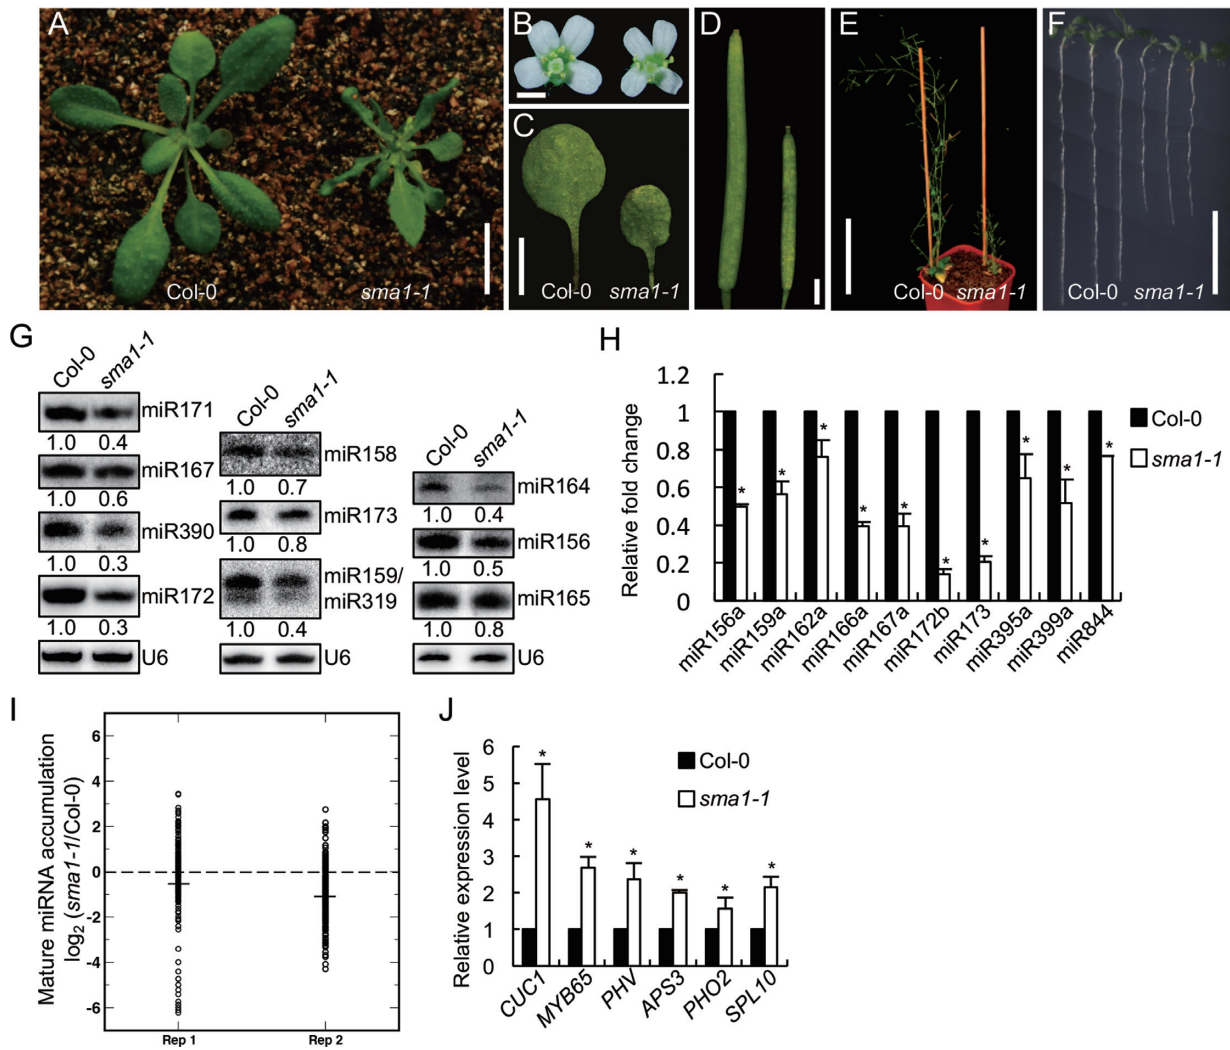 A
Col-0
sma1-1
B
C
Col-0
sma1-1
D
E
Col-0
sma1-1
F
Col-0
sma1-1
G
Col-0
sma1-1
miR171
1.0 0.4
miR167
1.0 0.6
miR390
1.0 0.3
miR172
1.0 0.3
U6
Col-0
sma1-1
miR158
1.0 0.7
miR173
1.0 0.8
miR159/
miR319
1.0 0.4
U6
Col-0
sma1-1
miR164
1.0 0.4
miR156
1.0 0.5
miR165
1.0 0.8
U6
H
Relative fold change
1.2
1
0.8
0.6
0.4
0.2
0
* * * * * * * * * *
Col-0
sma1-1
miR156a
miR159a
miR162a
miR166a
miR167a
miR172b
miR173
miR395a
miR399a
miR844
I
Mature miRNA accumulation
log2 (sma1-1/Col-0)
6
4
2
0
-2
-4
-6
Rep 1
Rep 2
J
Relative expression level
6
5
4
3
2
1
0
* * * * * *
Col-0
sma1-1
CUC1
MYB65
PHV
APS3
PHO2
SPL10